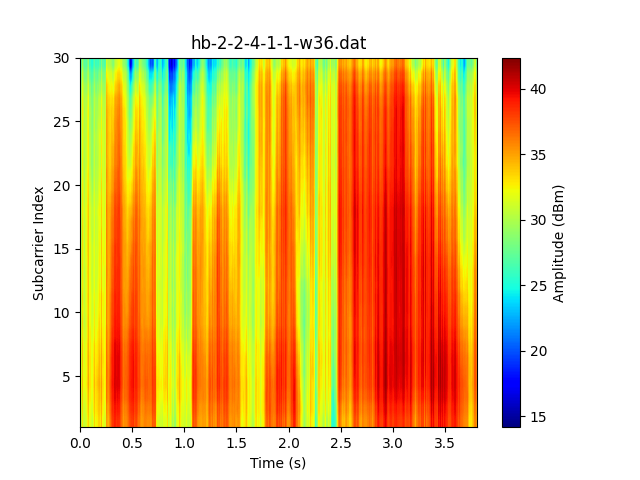 hb-2-2-4-1-1-w36.dat
30
25
20
15
10
5
Subcarrier Index
0.0 0.5 1.0 1.5 2.0 2.5 3.0 3.5
Time (s)
40
35
30
25
20
15
Amplitude (dBm)